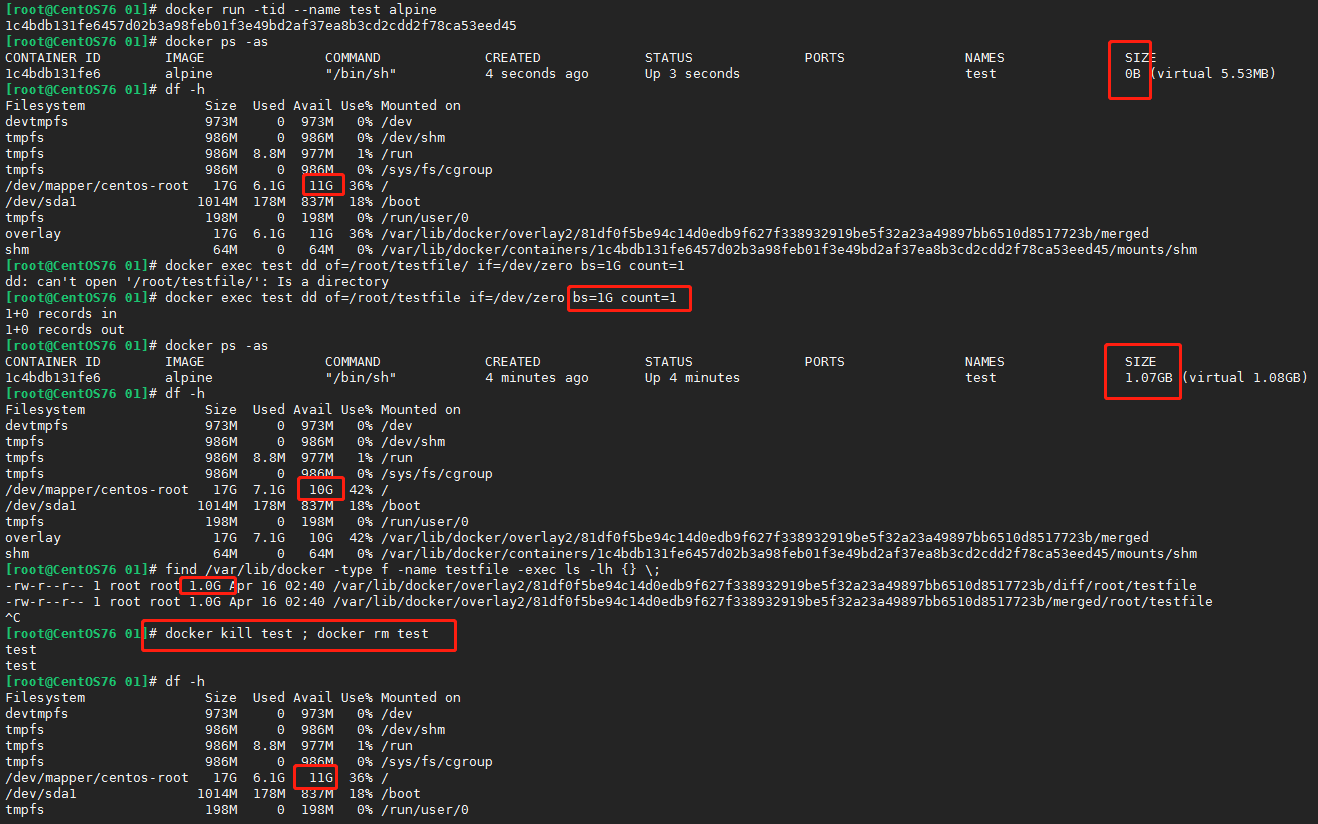 [root@CentOS76 01]# docker run -tid --name test alpine
1c4bdb131fe6457d02b3a98feb01f3e49bd2af37ea8b3cd2cdd2f78ca53eed45
[root@CentOS76 01]# docker ps -as
CONTAINER ID        IMAGE               COMMAND             CREATED             STATUS              PORTS               NAMES               SIZE
1c4bdb131fe6        alpine              "/bin/sh"           4 seconds ago       Up 3 seconds                            test                0B (virtual 5.53MB)
[root@CentOS76 01]# df -h
Filesystem               Size  Used Avail Use% Mounted on
devtmpfs                 973M     0  973M   0% /dev
tmpfs                    986M     0  986M   0% /dev/shm
tmpfs                    986M  8.8M  977M   1% /run
tmpfs                    986M     0  986M   0% /sys/fs/cgroup
/dev/mapper/centos-root   17G  6.1G   11G  36% /
/dev/sda1               1014M  178M  837M  18% /boot
tmpfs                    198M     0  198M   0% /run/user/0
overlay                   17G  6.1G   11G  36% /var/lib/docker/overlay2/81df0f5be94c14d0edb9f627f338932919be5f32a23a49897bb6510d8517723b/merged
shm                       64M     0   64M   0% /var/lib/docker/containers/1c4bdb131fe6457d02b3a98feb01f3e49bd2af37ea8b3cd2cdd2f78ca53eed45/mounts/shm
[root@CentOS76 01]# docker exec test dd of=/root/testfile/ if=/dev/zero bs=1G count=1
dd: can't open '/root/testfile/': Is a directory
[root@CentOS76 01]# docker exec test dd of=/root/testfile if=/dev/zero bs=1G count=1
1+0 records in
1+0 records out
[root@CentOS76 01]# docker ps -as
CONTAINER ID        IMAGE               COMMAND             CREATED             STATUS              PORTS               NAMES               SIZE
1c4bdb131fe6        alpine              "/bin/sh"           4 minutes ago       Up 4 minutes                            test                1.07GB (virtual 1.08GB)
[root@CentOS76 01]# df -h
Filesystem               Size  Used Avail Use% Mounted on
devtmpfs                 973M     0  973M   0% /dev
tmpfs                    986M     0  986M   0% /dev/shm
tmpfs                    986M  8.8M  977M   1% /run
tmpfs                    986M     0  986M   0% /sys/fs/cgroup
/dev/mapper/centos-root   17G  7.1G   10G  42% /
/dev/sda1               1014M  178M  837M  18% /boot
tmpfs                    198M     0  198M   0% /run/user/0
overlay                   17G  7.1G   10G  42% /var/lib/docker/overlay2/81df0f5be94c14d0edb9f627f338932919be5f32a23a49897bb6510d8517723b/merged
shm                       64M     0   64M   0% /var/lib/docker/containers/1c4bdb131fe6457d02b3a98feb01f3e49bd2af37ea8b3cd2cdd2f78ca53eed45/mounts/shm
[root@CentOS76 01]# find /var/lib/docker -type f -name testfile -exec ls -lh {} \;
-rw-r--r-- 1 root root 1.0G Apr 16 02:40 /var/lib/docker/overlay2/81df0f5be94c14d0edb9f627f338932919be5f32a23a49897bb6510d8517723b/diff/root/testfile
-rw-r--r-- 1 root root 1.0G Apr 16 02:40 /var/lib/docker/overlay2/81df0f5be94c14d0edb9f627f338932919be5f32a23a49897bb6510d8517723b/merged/root/testfile
^C
[root@CentOS76 01]# docker kill test ; docker rm test
test
test
[root@CentOS76 01]# df -h
Filesystem               Size  Used Avail Use% Mounted on
devtmpfs                 973M     0  973M   0% /dev
tmpfs                    986M     0  986M   0% /dev/shm
tmpfs                    986M  8.8M  977M   1% /run
tmpfs                    986M     0  986M   0% /sys/fs/cgroup
/dev/mapper/centos-root   17G  6.1G   11G  36% /
/dev/sda1               1014M  178M  837M  18% /boot
tmpfs                    198M     0  198M   0% /run/user/0